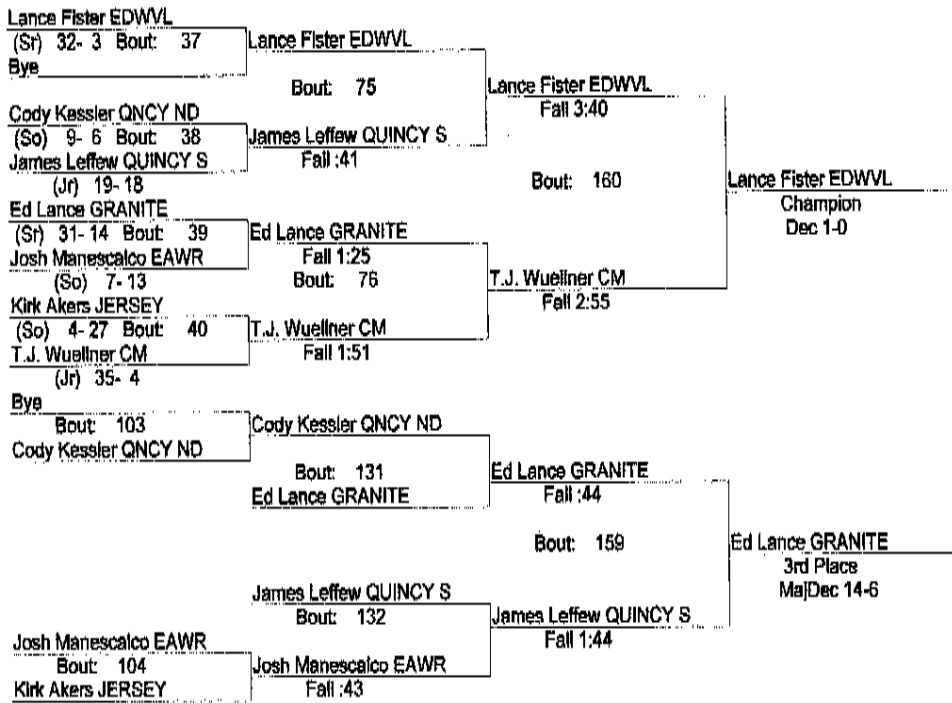 Lance Fister EDWVL
(Sr) 32- 3 Bout: 37
Bye
Lance Fister EDWVL
Bout: 75
Cody Kessler QNCY ND
(So) 9- 6 Bout: 38
James Leffew QUINCY S
(Jr) 19- 18
James Leffew QUINCY S
Fall :41
Lance Fister EDWVL
Fall 3:40
Bout: 160
Ed Lance GRANITE
(Sr) 31- 14 Bout: 39
Josh Manescalco EAWR
(So) 7- 13
Ed Lance GRANITE
Fall 1:25
Bout: 76
Kirk Akers JERSEY
(So) 4- 27 Bout: 40
T.J. Wuellner CM
(Jr) 35- 4
T.J. Wuellner CM
Fall 1:51
T.J. Wuellner CM
Fall 2:55
Lance Fister EDWVL
Champion
Dec 1-0
Bye
Bout: 103
Cody Kessler QNCY ND
Cody Kessler QNCY ND
Bout: 131
Ed Lance GRANITE
Ed Lance GRANITE
Fall :44
Bout: 159
James Leffew QUINCY S
Bout: 132
Josh Manescalco EAWR
Bout: 104
Kirk Akers JERSEY
Josh Manescalco EAWR
Fall :43
James Leffew QUINCY S
Fall 1:44
Ed Lance GRANITE
3rd Place
MajDec 14-6